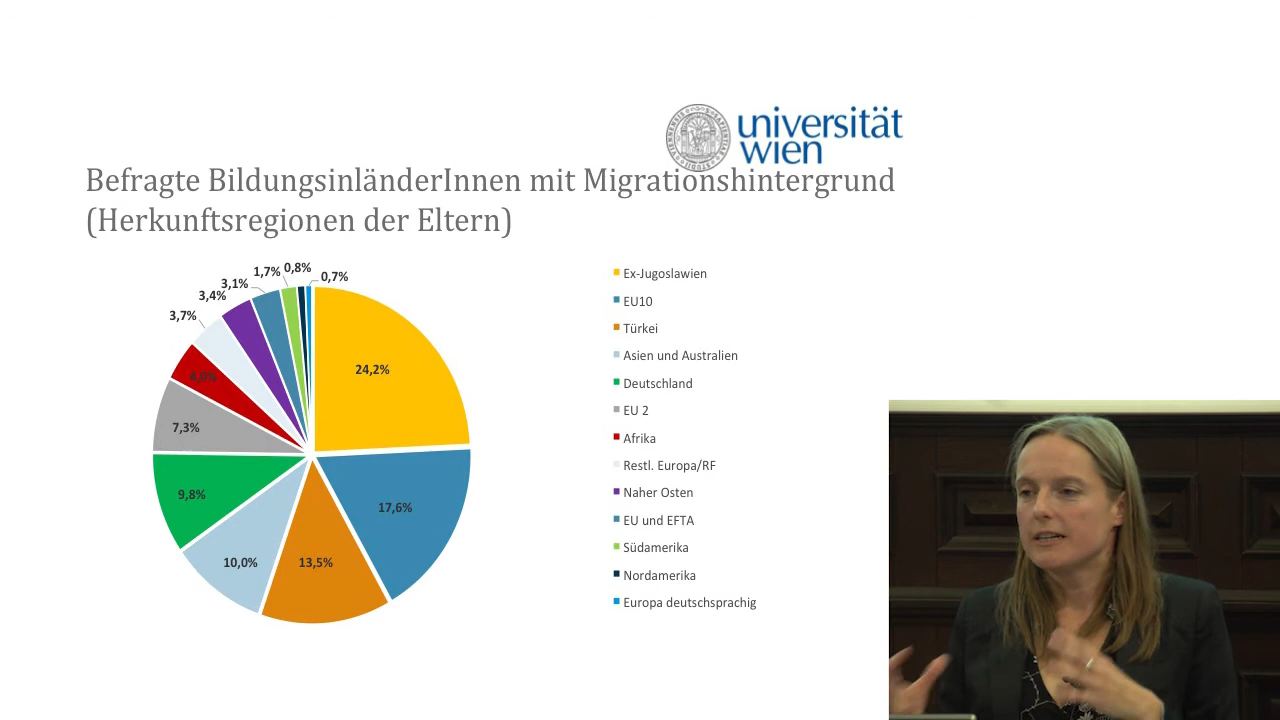 universität
wien
Befragte BildungsinländerInnen mit Migrationshintergrund
(Herkunftsregionen der Eltern)
24,2%
17,6%
13,5%
10,0%
9,8%
7,3%
4,0%
3,7%
3,4%
3,1%
1,7%
0,8%
0,7%
Ex-Jugoslawien
EU10
Türkei
Asien und Australien
Deutschland
EU 2
Afrika
Restl. Europa/RF
Naher Osten
EU und EFTA
Südamerika
Nordamerika
Europa deutschsprachig